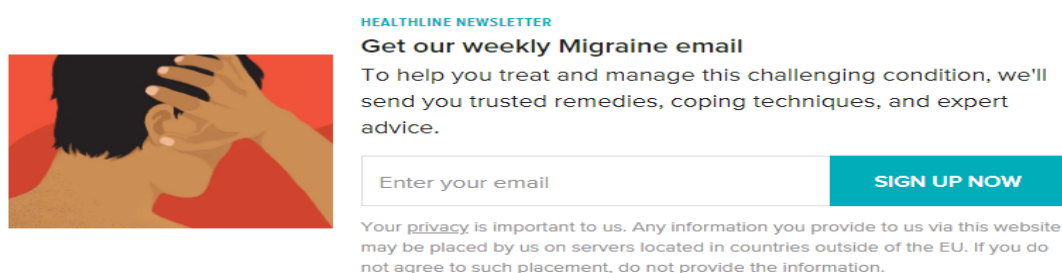 HEALTHLINE NEWSLETTER
Get our weekly Migraine email
To help you treat and manage this challenging condition, we'll
send you trusted remedies, coping techniques, and expert
advice.
Enter your email
SIGN UP NOW
Your privacy is important to us. Any information you provide to us via this website
may be placed by us on servers located in countries outside of the EU. If you do
not agree to such placement, do not provide the information.